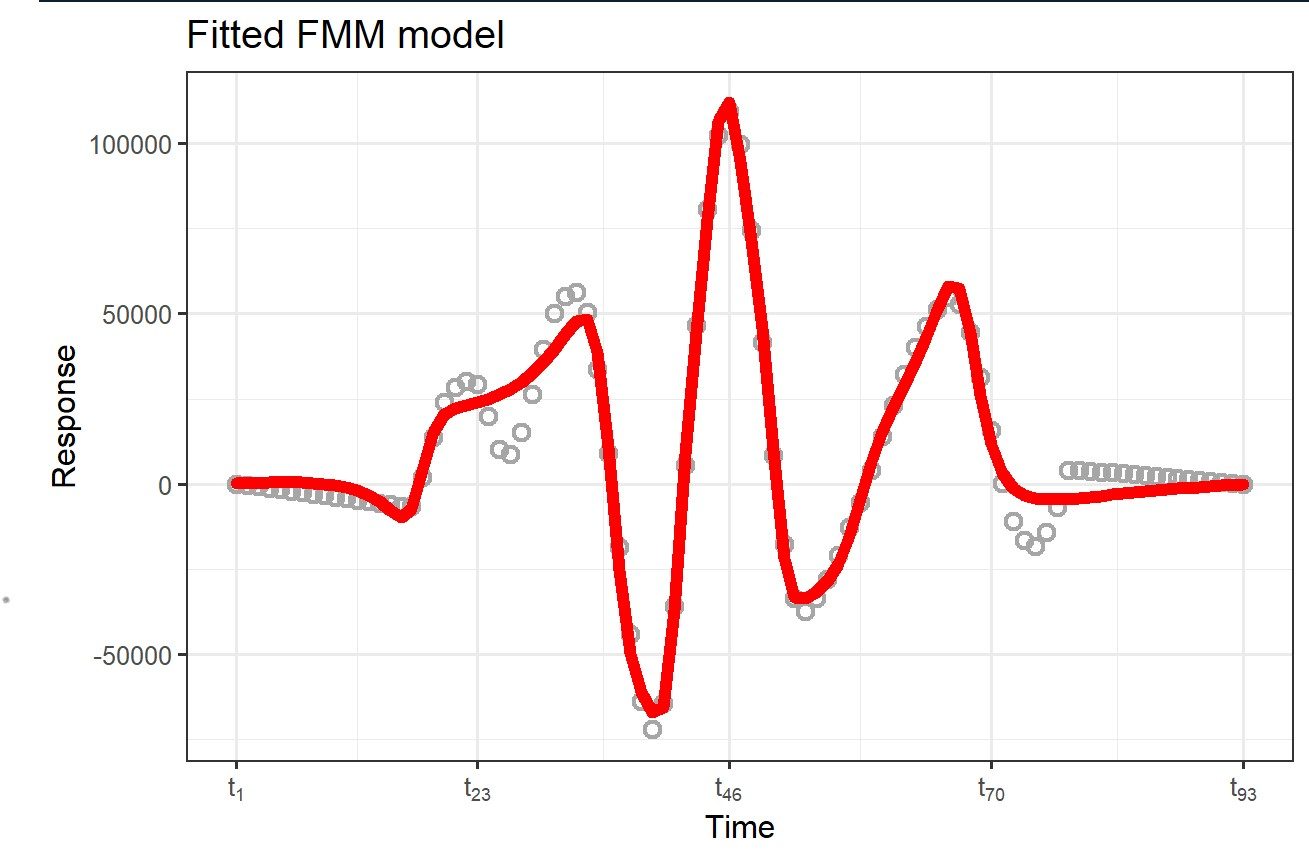 Fitted FMM model
100000
50000
0
-50000
Response
t₁ t₂₃ t₄₆ t₇₀ t₉₃
Time